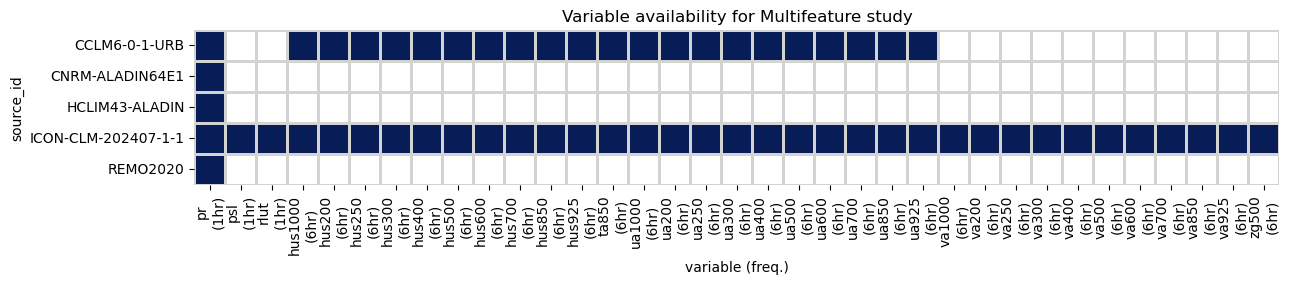 Variable availability for Multifeature study
source_id
CCLM6-0-1-URB
CNRM-ALADIN64E1
HCLIM43-ALADIN
ICON-CLM-202407-1-1
REMO2020
pr
(1hr)
psl
(1hr)
rlut
(1hr)
hus1000
(6hr)
hus200
(6hr)
hus250
(6hr)
hus300
(6hr)
hus400
(6hr)
hus500
(6hr)
hus600
(6hr)
hus700
(6hr)
hus850
(6hr)
hus925
(6hr)
ta850
(6hr)
ua1000
(6hr)
ua200
(6hr)
ua250
(6hr)
ua300
(6hr)
ua400
(6hr)
ua500
(6hr)
ua600
(6hr)
ua700
(6hr)
ua850
(6hr)
ua925
(6hr)
va1000
(6hr)
va200
(6hr)
va250
(6hr)
va300
(6hr)
va400
(6hr)
va500
(6hr)
va600
(6hr)
va700
(6hr)
va850
(6hr)
va925
(6hr)
zg500
(6hr)
variable (freq.)